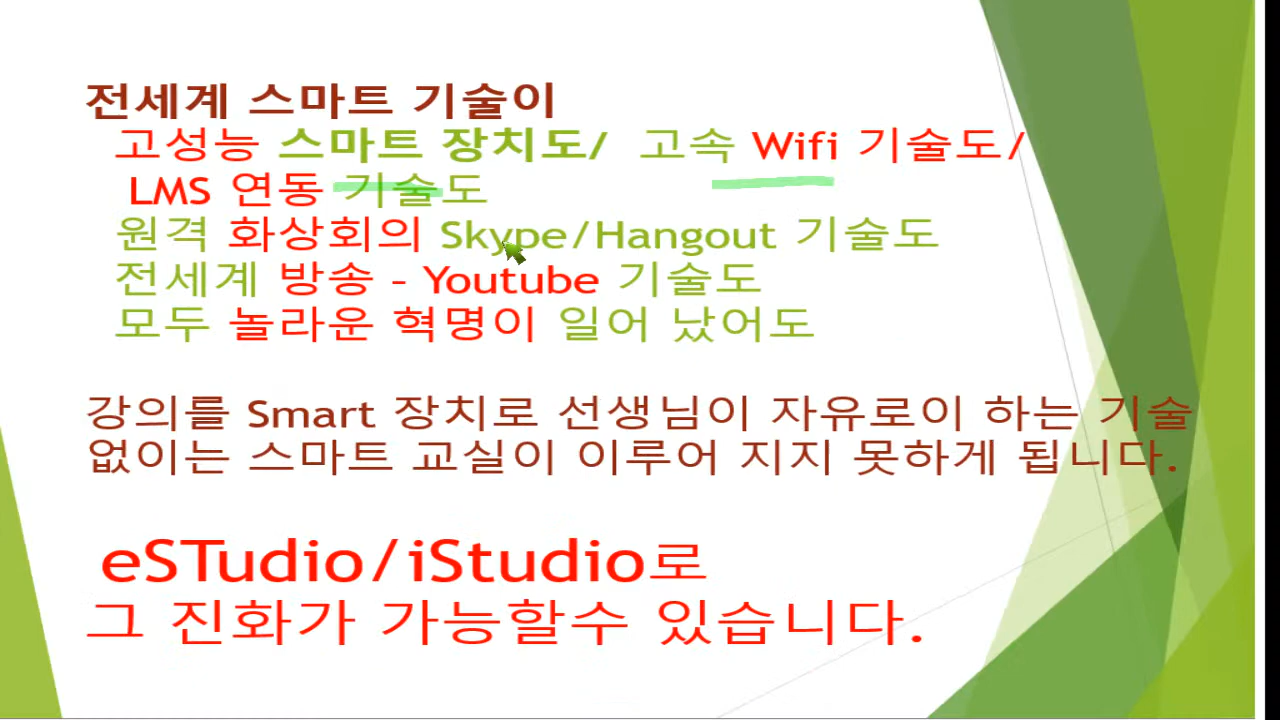 전세계 스마트 기술이
고성능 스마트 장치도/ 고속 Wifi 기술도/
LMS 연동 기술도
원격 화상회의 Skype/Hangout 기술도
전세계 방송 - Youtube 기술도
모두 놀라운 혁명이 일어 났어도
강의를 Smart 장치로 선생님이 자유로이 하는 기술
없이는 스마트 교실이 이루어 지지 못하게 됩니다.
eSTudio/iStudio로
그 진화가 가능할수 있습니다.